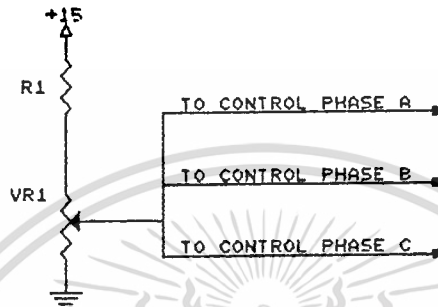 +15
R1
TO CONTROL PHASE A
TO CONTROL PHASE B
VR1
TO CONTROL PHASE C